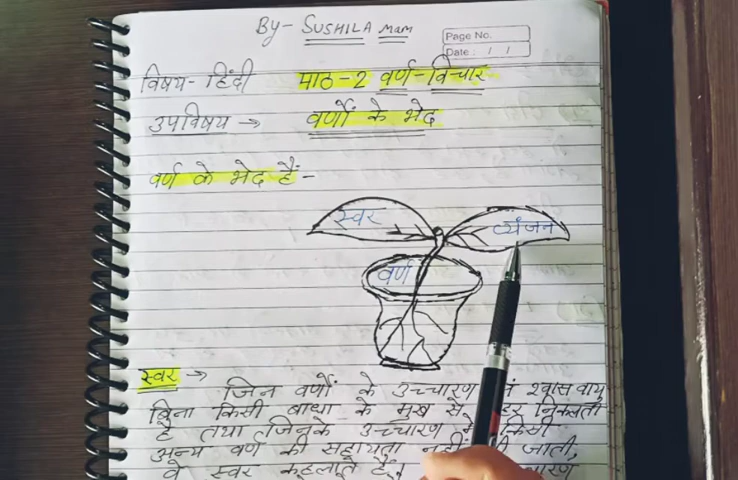 By- SUSHILA mam
Page No.
Date : / /
विषय- हिंदी पाठ-2 वर्ण-विचार
उपविषय → वर्णों के भेद
वर्ण के भेद हैं-
स्वर व्यंजन
वर्ण
स्वर →
जिन वर्णों के उच्चारण में श्वास वायु
बिना किसी बाधा के मुख से निकलती
है तथा जिनके उच्चारण में किसी
अन्य वर्ण की सहायता नहीं जाती,
वे स्वर कहलाते हैं।